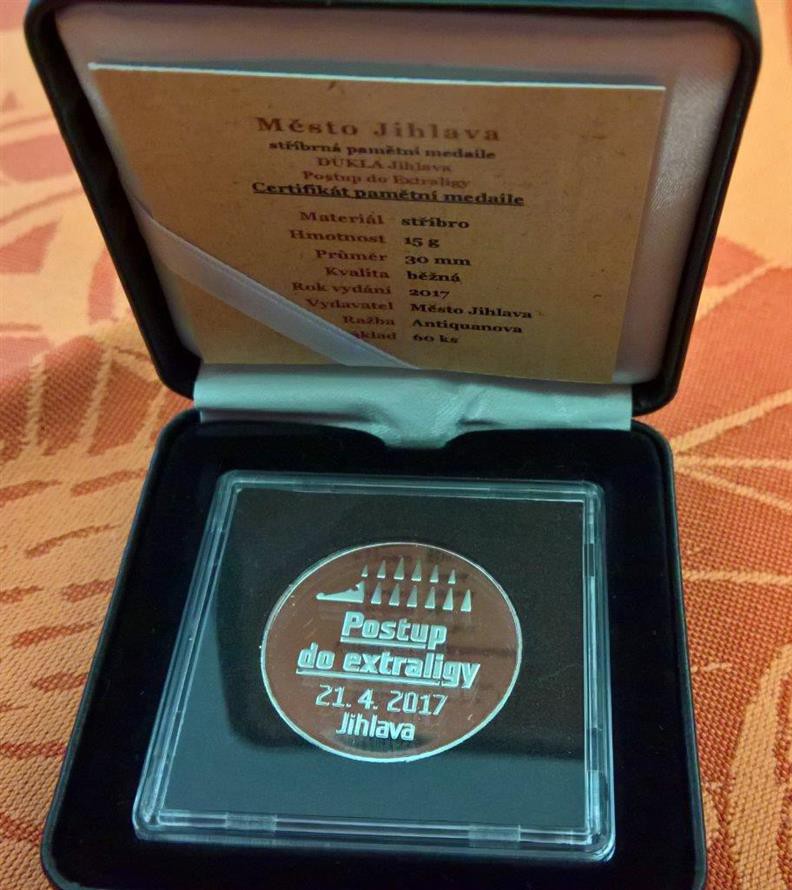 Město Jihlava
stříbrná pamětní medaile
DUKLA Jihlava
Postup do Extraligy
Certifikát pamětní medaile
Materiál stříbro
Hmotnost 15 g
Průměr 30 mm
Kvalita běžná
Rok vydání 2017
Vydavatel Město Jihlava
Ražba Antiquanova
60 ks
Postup
do extraligy
21. 4. 2017
Jihlava